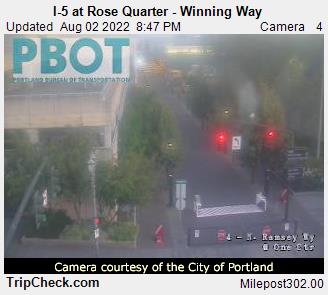 I-5 at Rose Quarter - Winning Way
Updated Aug 02 2022 8:47 PM Camera 4
PBOT
PORTLAND BUREAU OF TRANSPORTATION
4 - N. Ramsey Wy
W One Ctr
Camera courtesy of the City of Portland
TripCheck.com Milepost302.00